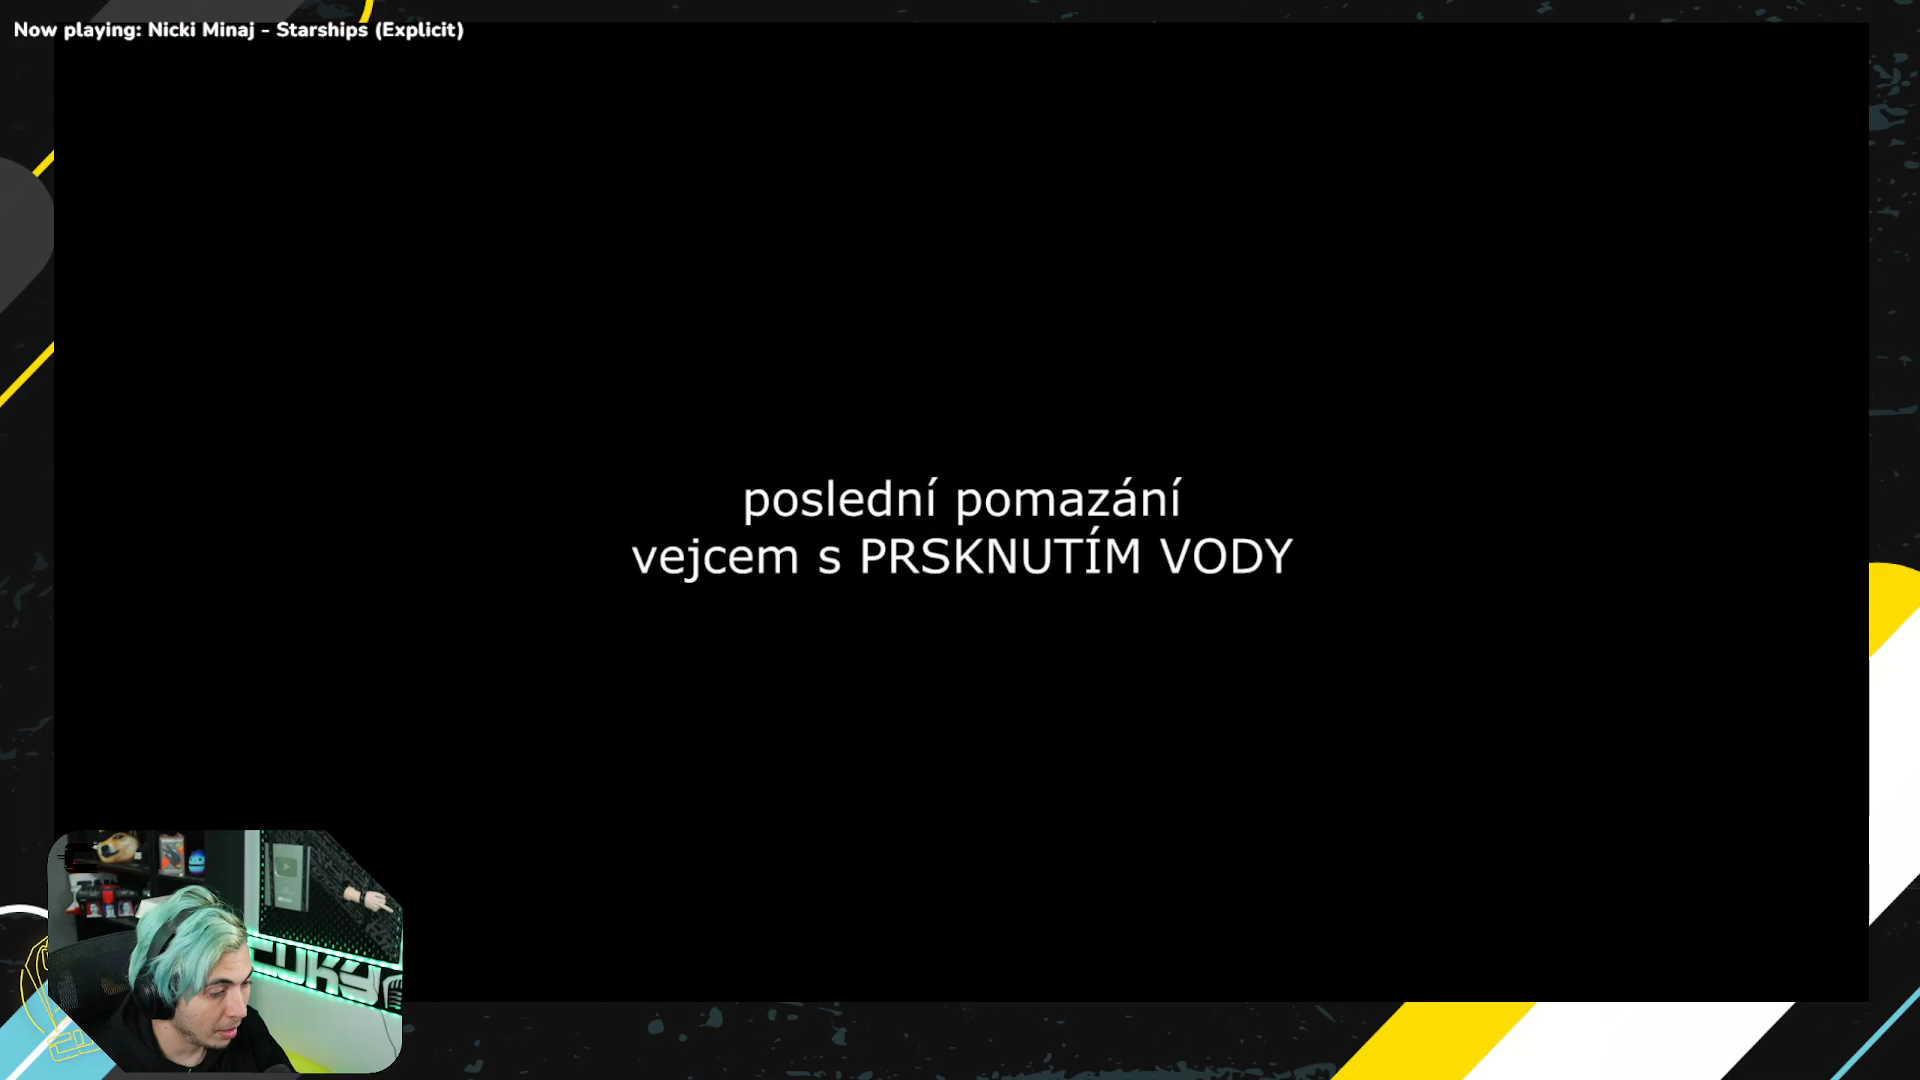 Now playing: Nicki Minaj - Starships (Explicit)
poslední pomazání
vejcem s PRSKNUTÍM VODY